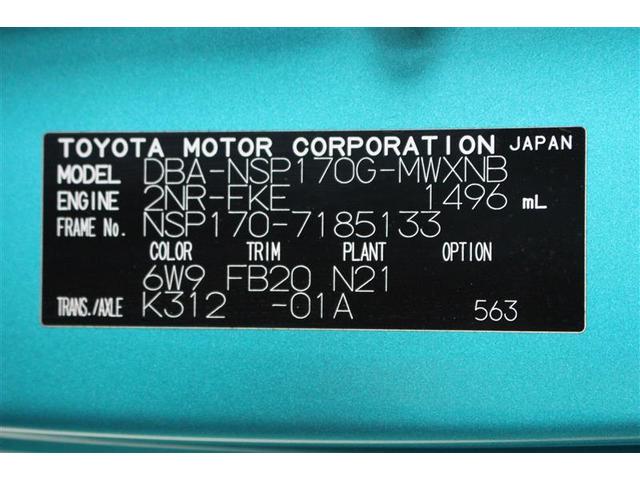 TOYOTA MOTOR CORPORATION JAPAN
MODEL DBA-NSP170G-MWXNB
ENGINE 2NR-FKE 1496 mL
FRAME No. NSP170-7185133
COLOR TRIM PLANT OPTION
6W9 FB20 N21
TRANS./AXLE K312 -01A 563